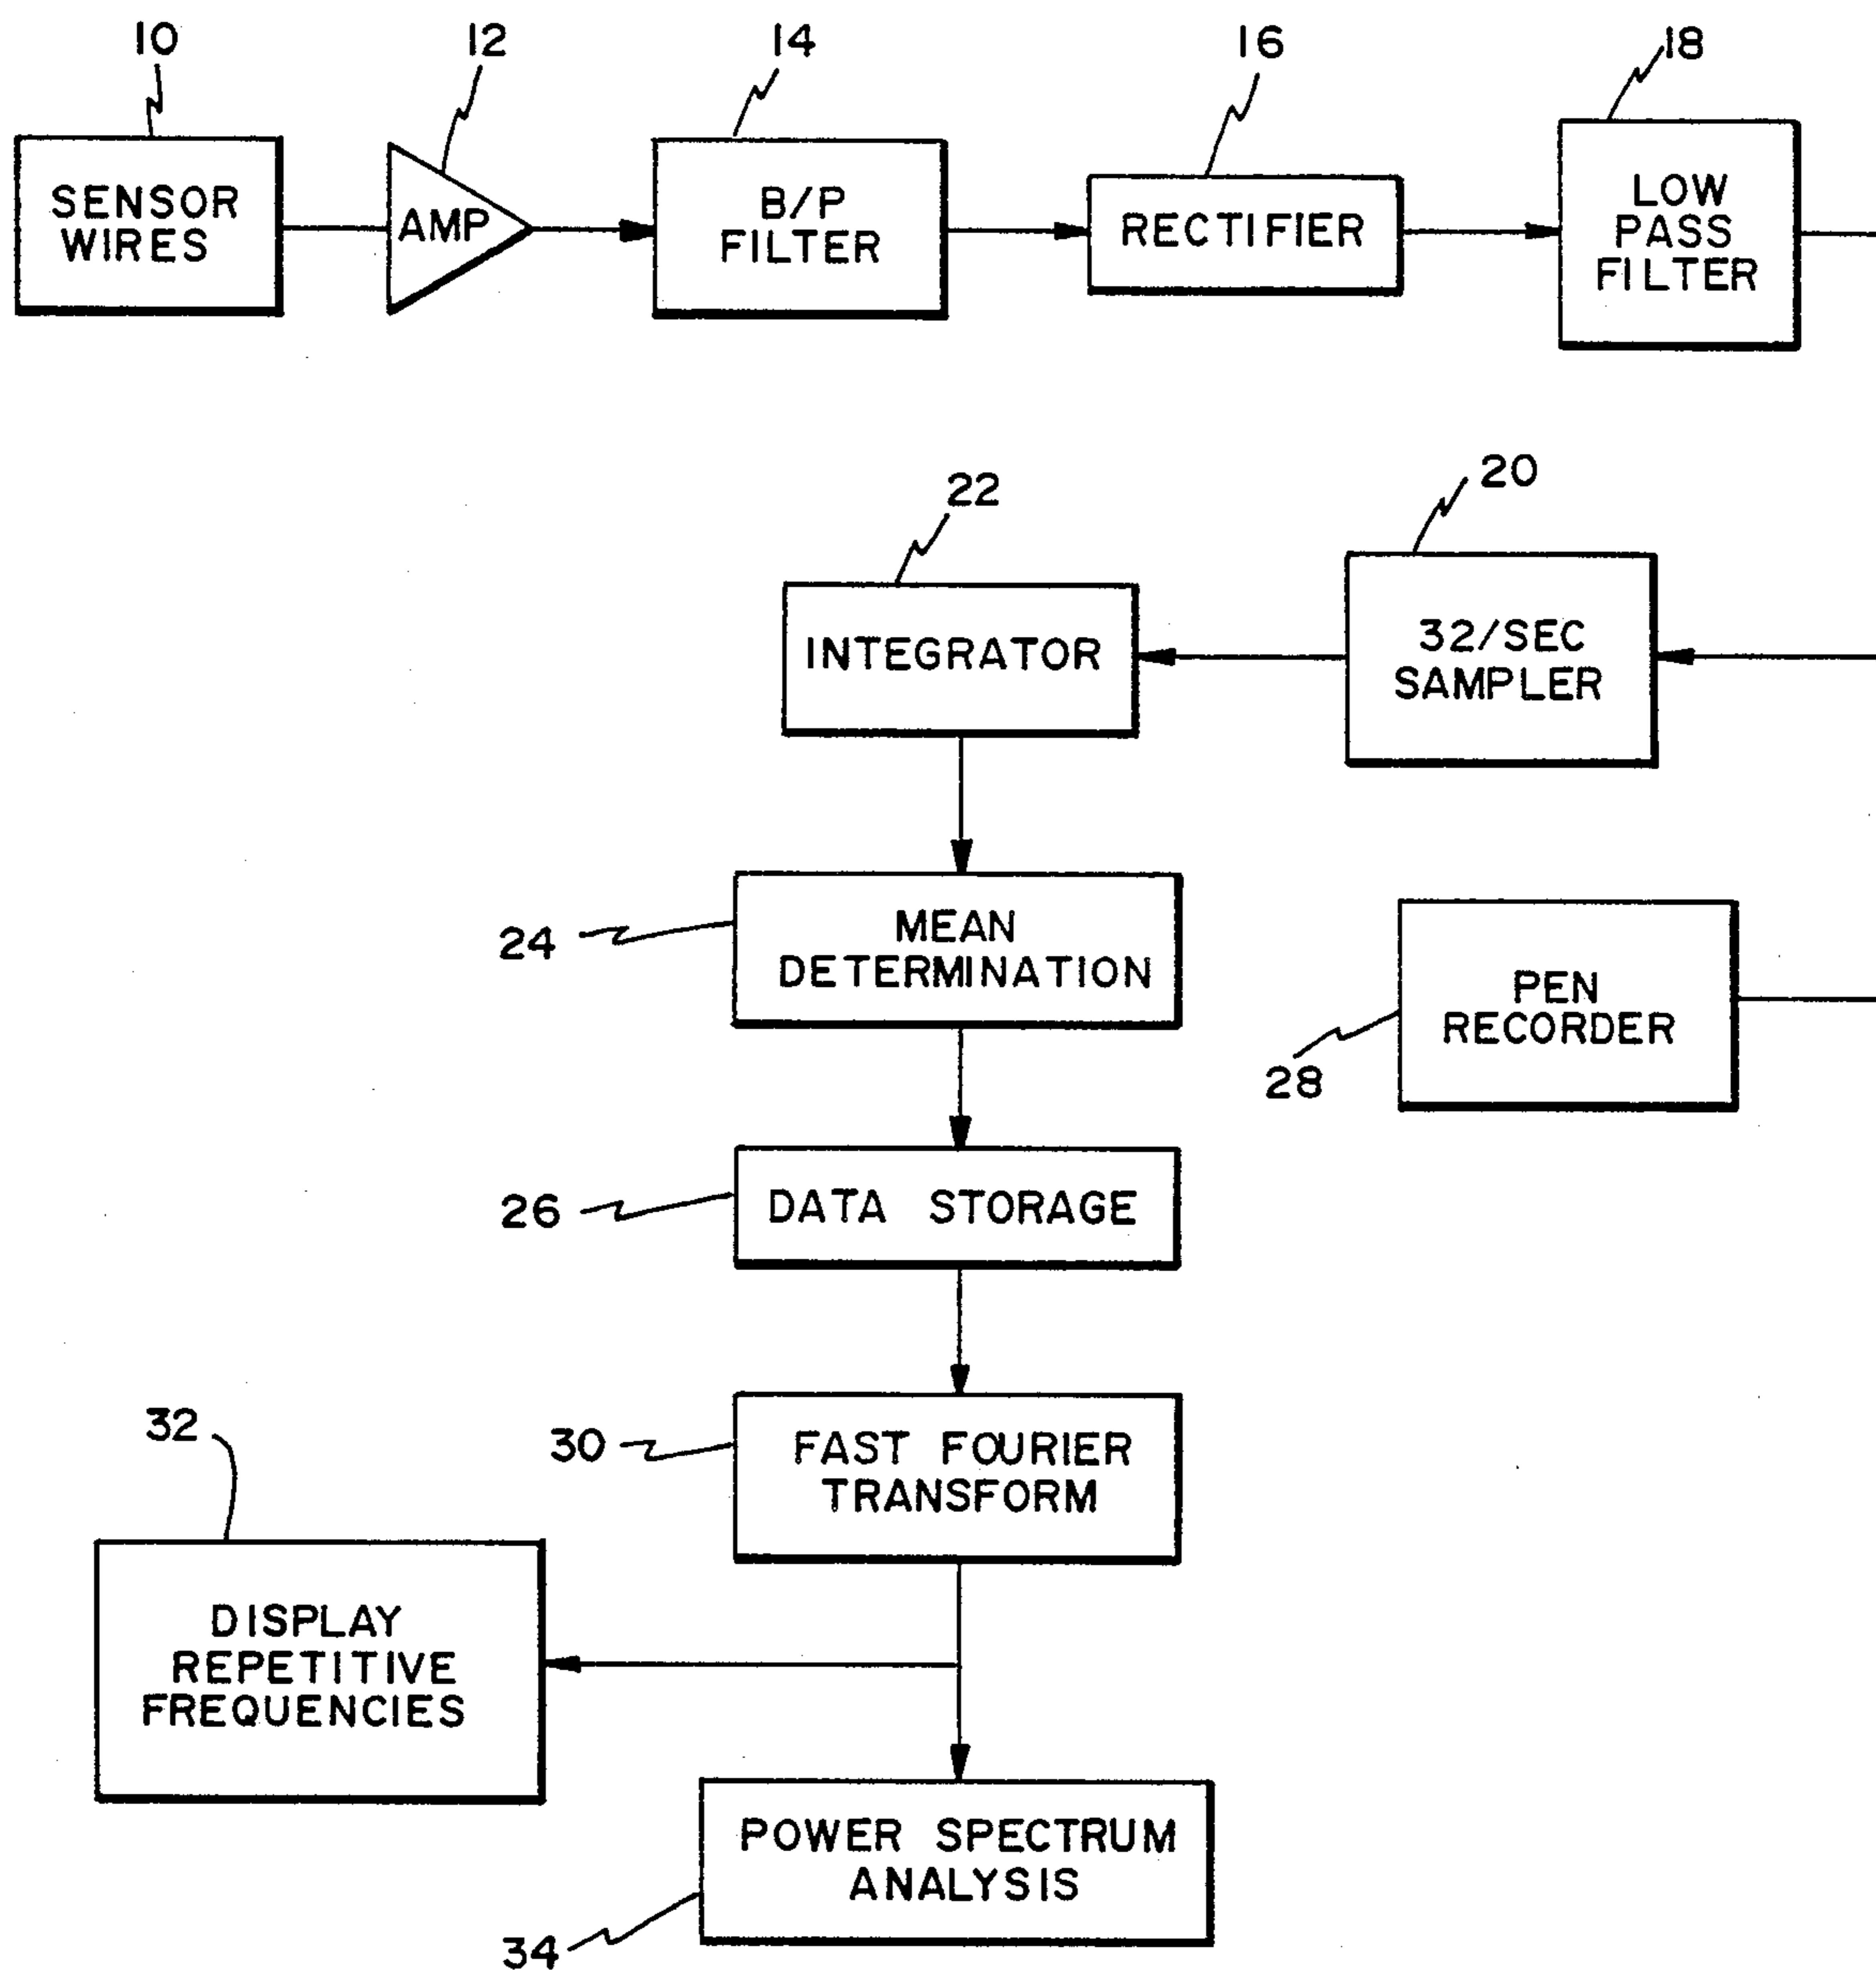 10
12
14
16
18
SENSOR
WIRES
AMP
B/P
FILTER
RECTIFIER
LOW
PASS
FILTER
22
20
INTEGRATOR
32/SEC
SAMPLER
24
MEAN
DETERMINATION
PEN
RECORDER
28
26
DATA STORAGE
32
30
FAST FOURIER
TRANSFORM
DISPLAY
REPETITIVE
FREQUENCIES
POWER SPECTRUM
ANALYSIS
34